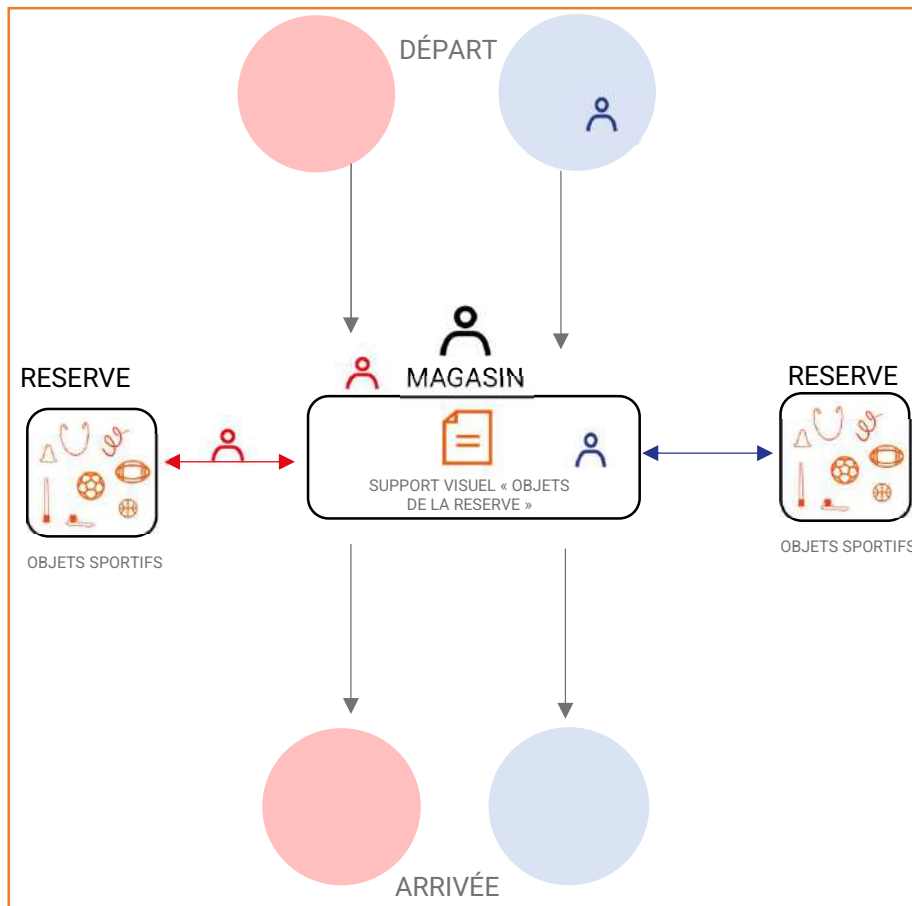 DÉPART
RESERVE
MAGASIN
RESERVE
SUPPORT VISUEL « OBJETS
DE LA RESERVE »
OBJETS SPORTIFS
OBJETS SPORTIFS
ARRIVÉE